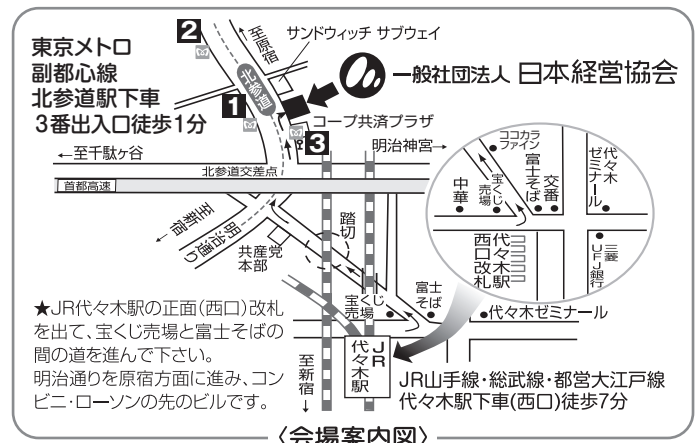 東京メトロ
副都心線
北参道駅下車
3番出入口徒歩1分
2
至原宿
サンドウィッチ サブウェイ
北参道
一般社団法人 日本経営協会
1
コープ共済プラザ
3
←至千駄ヶ谷
明治神宮→
北参道交差点
首都高速
至新宿
明治通り
共産党
本部
踏切
宝くじ
売場
富士
そば
代々木ゼミナール
ココカラ
ファイン
中華
宝くじ
売場
富士そば
交番
代々木
ゼミナール
代々木駅
西口改札
三菱
UFJ銀行
★JR代々木駅の正面(西口)改札
を出て、宝くじ売場と富士そばの
間の道を進んで下さい。
明治通りを原宿方面に進み、コン
ビニ・ローソンの先のビルです。
至新宿
↓
JR
代々木駅
JR山手線・総武線・都営大江戸線
代々木駅下車(西口)徒歩7分
〈会場案内図〉